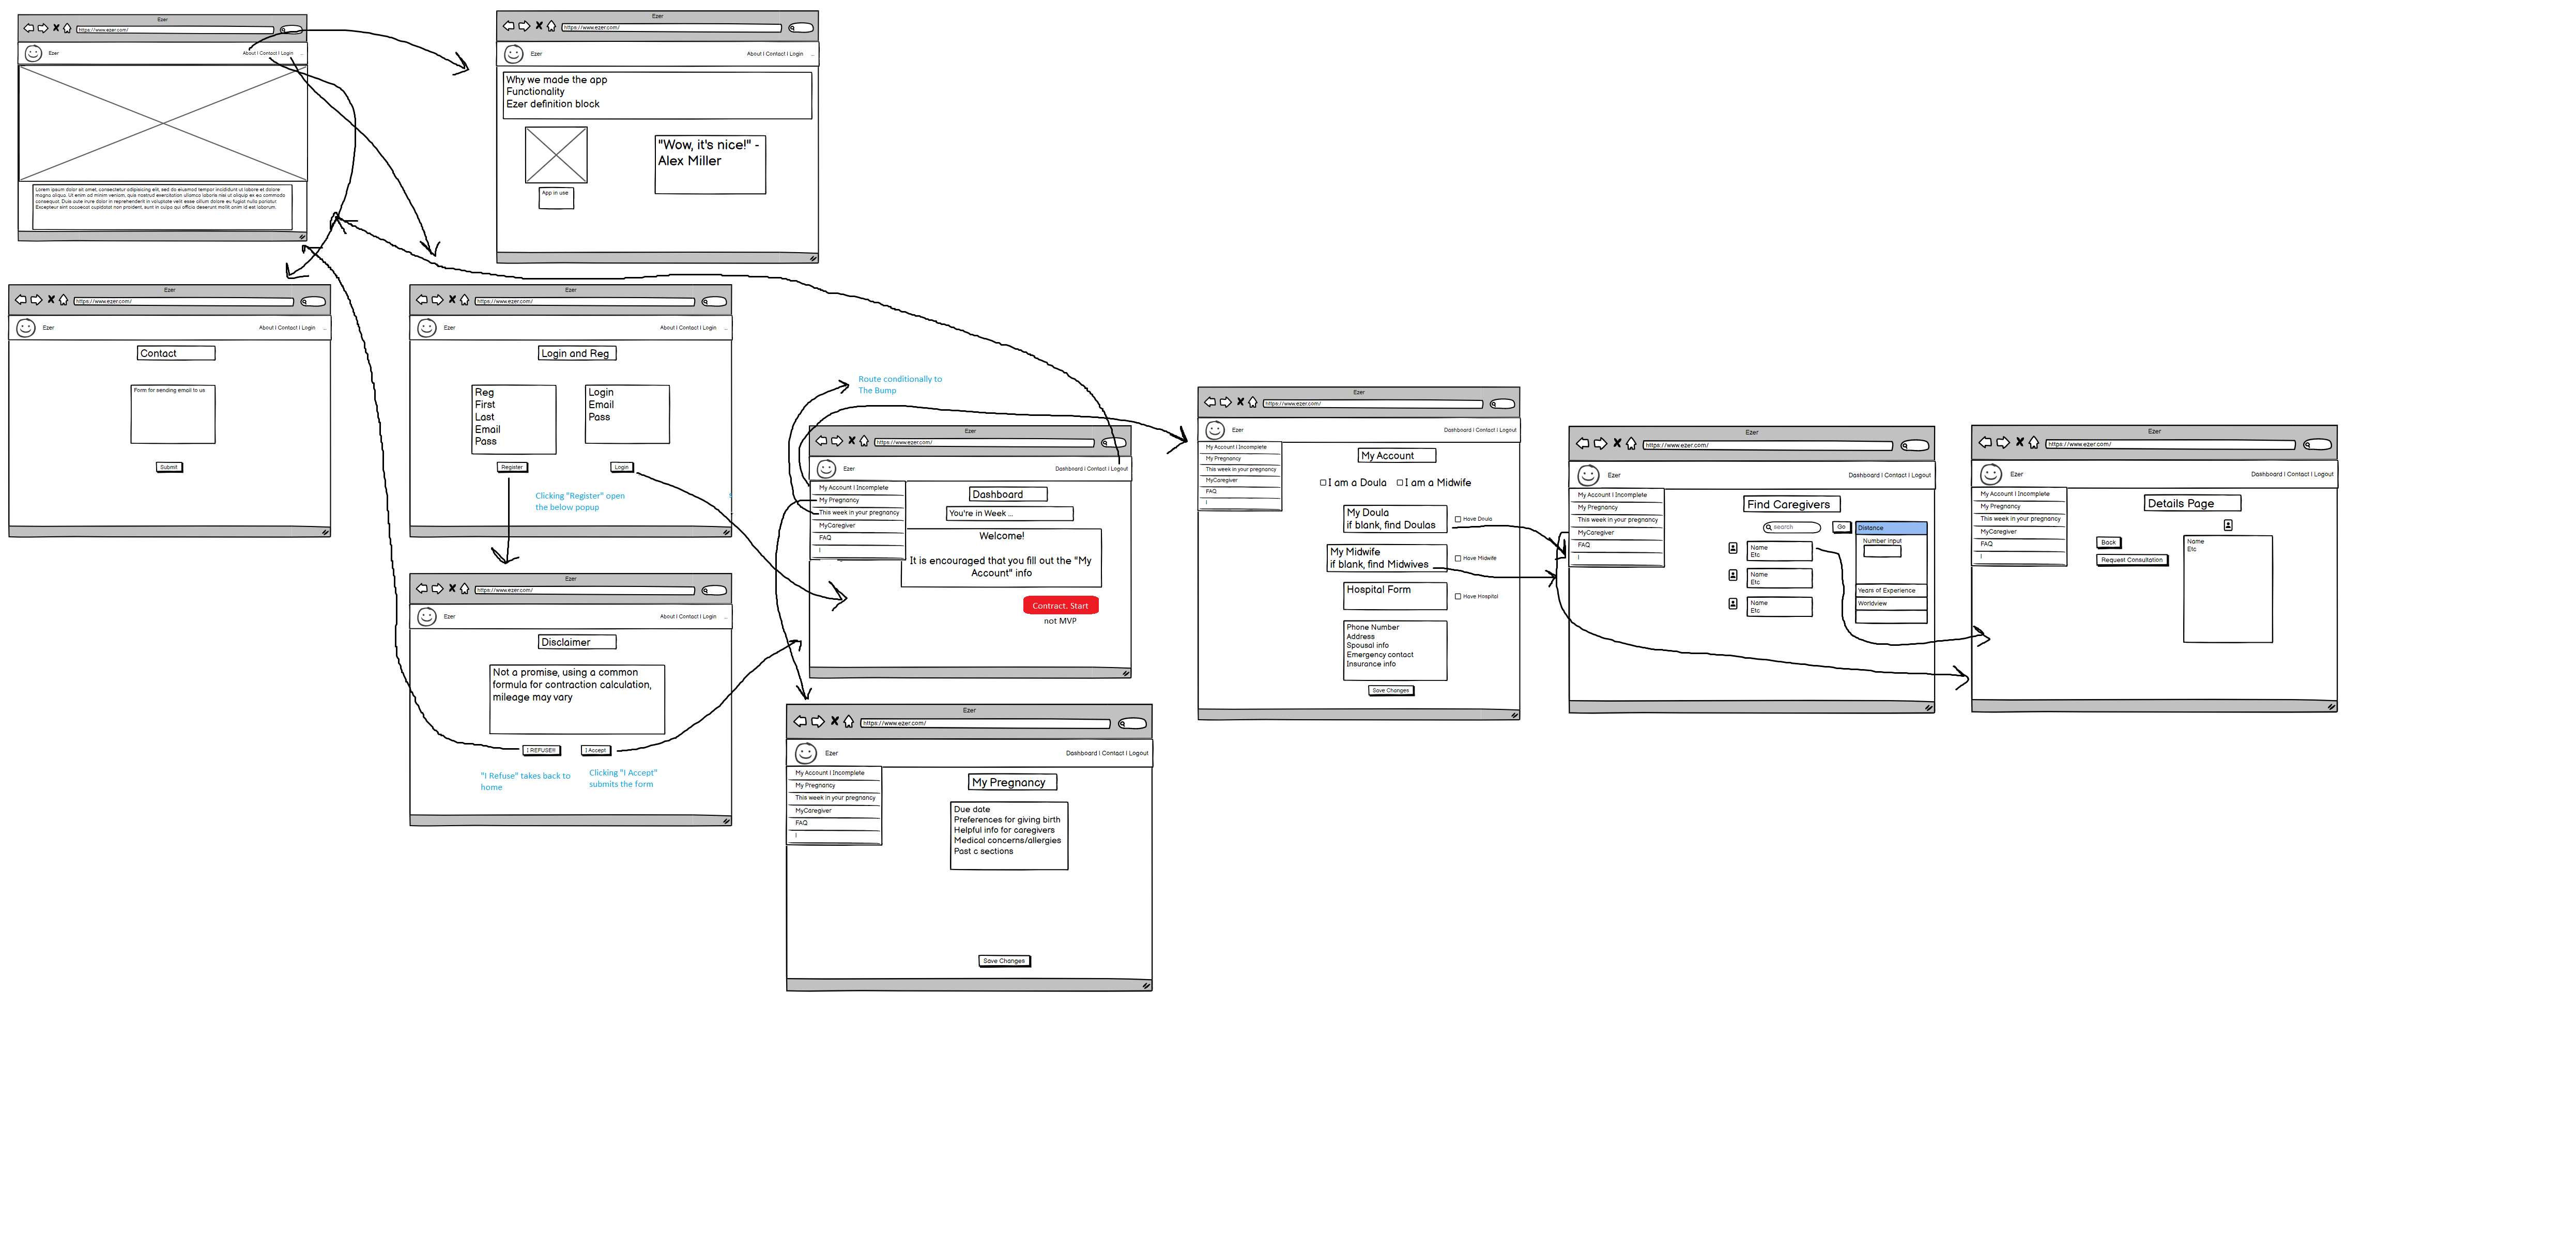 Ezer
https://www.ezer.com/
Ezer
About | Contact | Login ...
Lorem ipsum dolor sit amet, consectetur adipisicing elit, sed do eiusmod tempor incididunt ut labore et dolore
magna aliqua. Ut enim ad minim veniam, quis nostrud exercitation ullamco laboris nisi ut aliquip ex ea commodo
consequat. Duis aute irure dolor in reprehenderit in voluptate velit esse cillum dolore eu fugiat nulla pariatur.
Excepteur sint occaecat cupidatat non proident, sunt in culpa qui officia deserunt mollit anim id est laborum.
Ezer
https://www.ezer.com/
Ezer
About | Contact | Login ...
Why we made the app
Functionality
Ezer definition block
App in use
"Wow, it's nice!" -
Alex Miller
Ezer
https://www.ezer.com/
Ezer
About | Contact | Login ...
Contact
Form for sending email to us
Submit
Ezer
https://www.ezer.com/
Ezer
About | Contact | Login ...
Login and Reg
Reg
First
Last
Email
Pass
Login
Email
Pass
Register
Login
Clicking "Register" open
the below popup
Ezer
https://www.ezer.com/
Ezer
About | Contact | Login ...
Disclaimer
Not a promise, using a common
formula for contraction calculation,
mileage may vary
I REFUSE!!!
I Accept
"I Refuse" takes back to
home
Clicking "I Accept"
submits the form
Route conditionally to
The Bump
Ezer
https://www.ezer.com/
Ezer
Dashboard | Contact | Logout
My Account | Incomplete
My Pregnancy
This week in your pregnancy
MyCaregiver
FAQ
|
Dashboard
You're in Week ...
Welcome!
It is encouraged that you fill out the "My
Account" info
Contract. Start
not MVP
Ezer
https://www.ezer.com/
Ezer
Dashboard | Contact | Logout
My Account | Incomplete
My Pregnancy
This week in your pregnancy
MyCaregiver
FAQ
|
My Pregnancy
Due date
Preferences for giving birth
Helpful info for caregivers
Medical concerns/allergies
Past c sections
Save Changes
Ezer
https://www.ezer.com/
Ezer
Dashboard | Contact | Logout
My Account | Incomplete
My Pregnancy
This week in your pregnancy
MyCaregiver
FAQ
|
My Account
I am a Doula
I am a Midwife
My Doula
if blank, find Doulas
Have Doula
My Midwife
if blank, find Midwives
Have Midwife
Hospital Form
Have Hospital
Phone Number
Address
Spousal info
Emergency contact
Insurance info
Save Changes
Ezer
https://www.ezer.com/
Ezer
Dashboard | Contact | Logout
My Account | Incomplete
My Pregnancy
This week in your pregnancy
MyCaregiver
FAQ
|
Find Caregivers
search
Go
Distance
Number input
Years of Experience
Worldview
Name
Etc
Name
Etc
Name
Etc
Ezer
https://www.ezer.com/
Ezer
Dashboard | Contact | Logout
My Account | Incomplete
My Pregnancy
This week in your pregnancy
MyCaregiver
FAQ
|
Details Page
Back
Request Consultation
Name
Etc